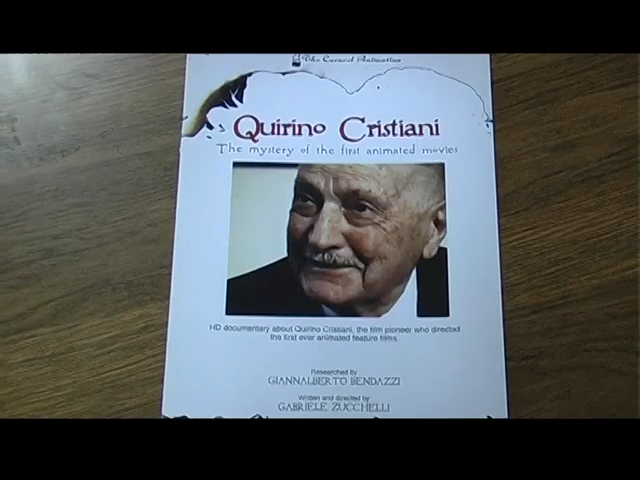 The Caravel Animation
Quirino Cristiani
The mystery of the first animated movies
HD documentary about Quirino Cristiani, the film pioneer who directed
the first ever animated feature films
Researched by
GIANNALBERTO BENDAZZI
Written and directed by
GABRIELE ZUCCHELLI